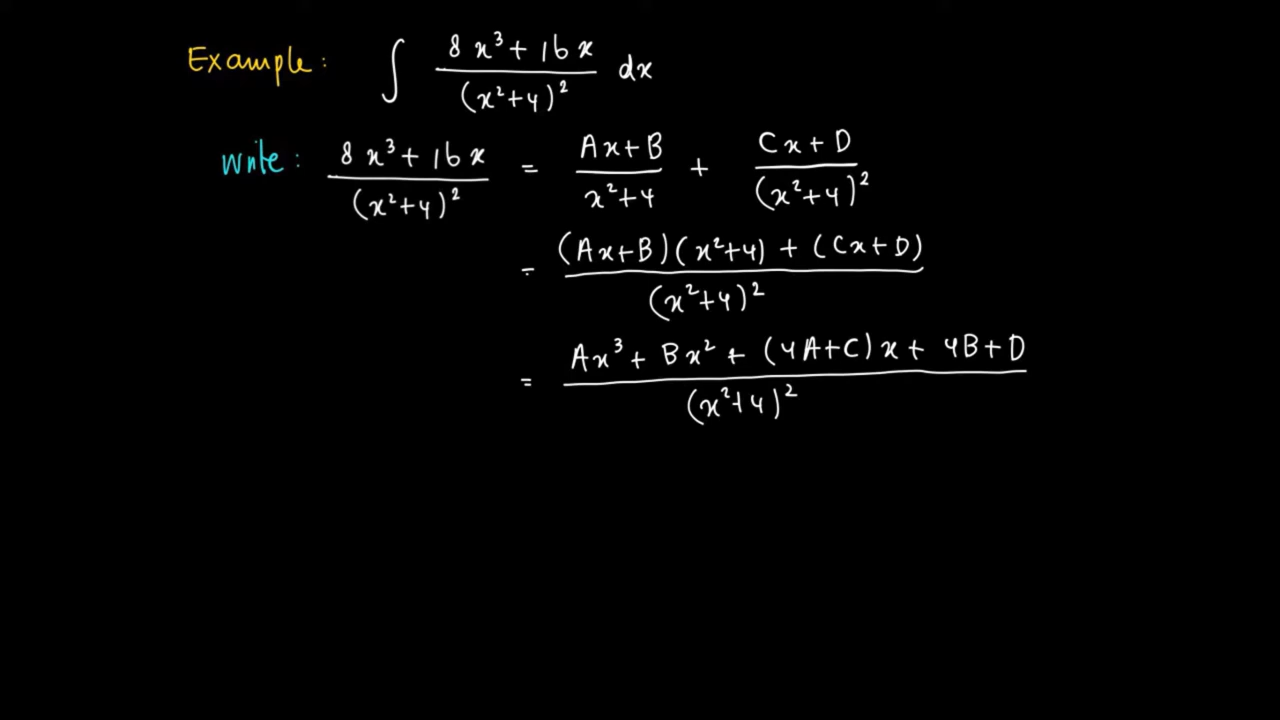 Example: ∫ (8x³ + 16x)/(x²+4)² dx
Write: (8x³ + 16x)/(x²+4)² = (Ax+B)/(x²+4) + (Cx+D)/(x²+4)²
= ((Ax+B)(x²+4) + (Cx+D))/(x²+4)²
= (Ax³ + Bx² + (4A+C)x + 4B+D)/(x²+4)²